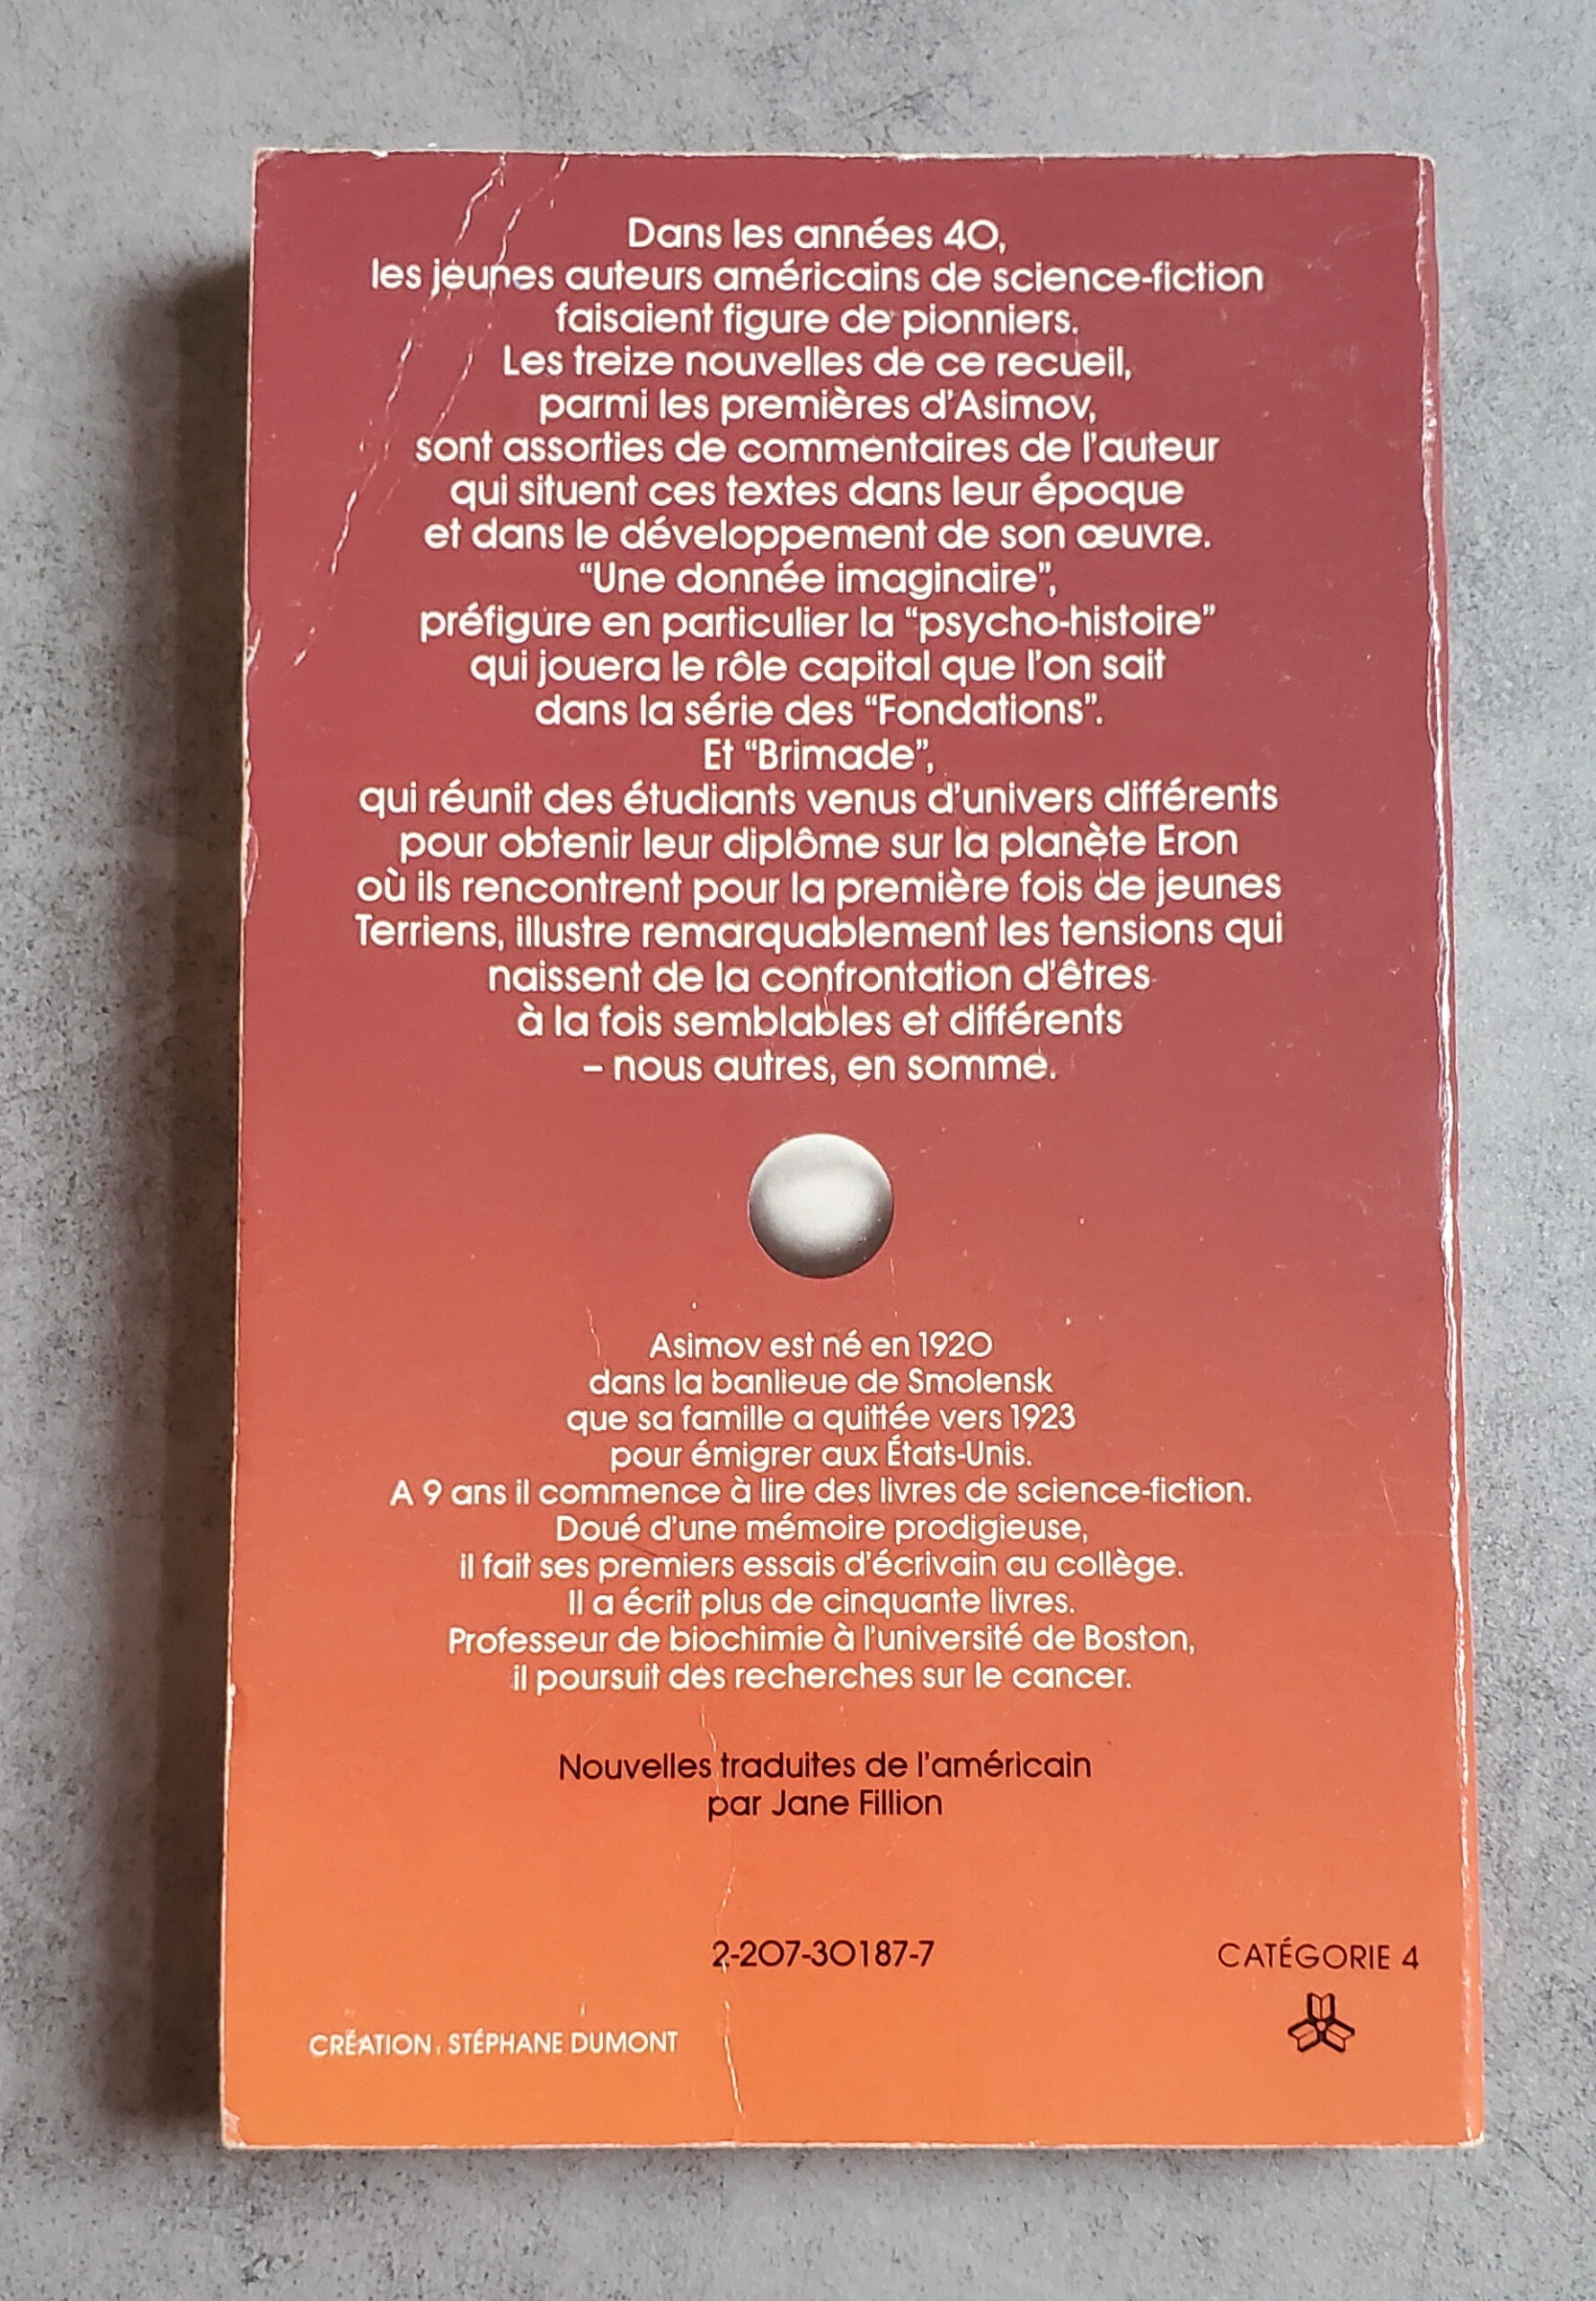 Dans les années 40,
les jeunes auteurs américains de science-fiction
faisaient figure de pionniers.
Les treize nouvelles de ce recueil,
parmi les premières d'Asimov,
sont assorties de commentaires de l'auteur
qui situent ces textes dans leur époque
et dans le développement de son œuvre.
“Une donnée imaginaire”,
préfigure en particulier la “psycho-histoire”
qui jouera le rôle capital que l'on sait
dans la série des “Fondations”.
Et “Brimade”,
qui réunit des étudiants venus d'univers différents
pour obtenir leur diplôme sur la planète Eron
où ils rencontrent pour la première fois de jeunes
Terriens, illustre remarquablement les tensions qui
naissent de la confrontation d'êtres
à la fois semblables et différents
– nous autres, en somme.
Asimov est né en 1920
dans la banlieue de Smolensk
que sa famille a quittée vers 1923
pour émigrer aux États-Unis.
A 9 ans il commence à lire des livres de science-fiction.
Doué d'une mémoire prodigieuse,
il fait ses premiers essais d'écrivain au collège.
Il a écrit plus de cinquante livres.
Professeur de biochimie à l'université de Boston,
il poursuit des recherches sur le cancer.
Nouvelles traduites de l'américain
par Jane Fillion
2-207-30187-7
CATÉGORIE 4
CRÉATION. STÉPHANE DUMONT